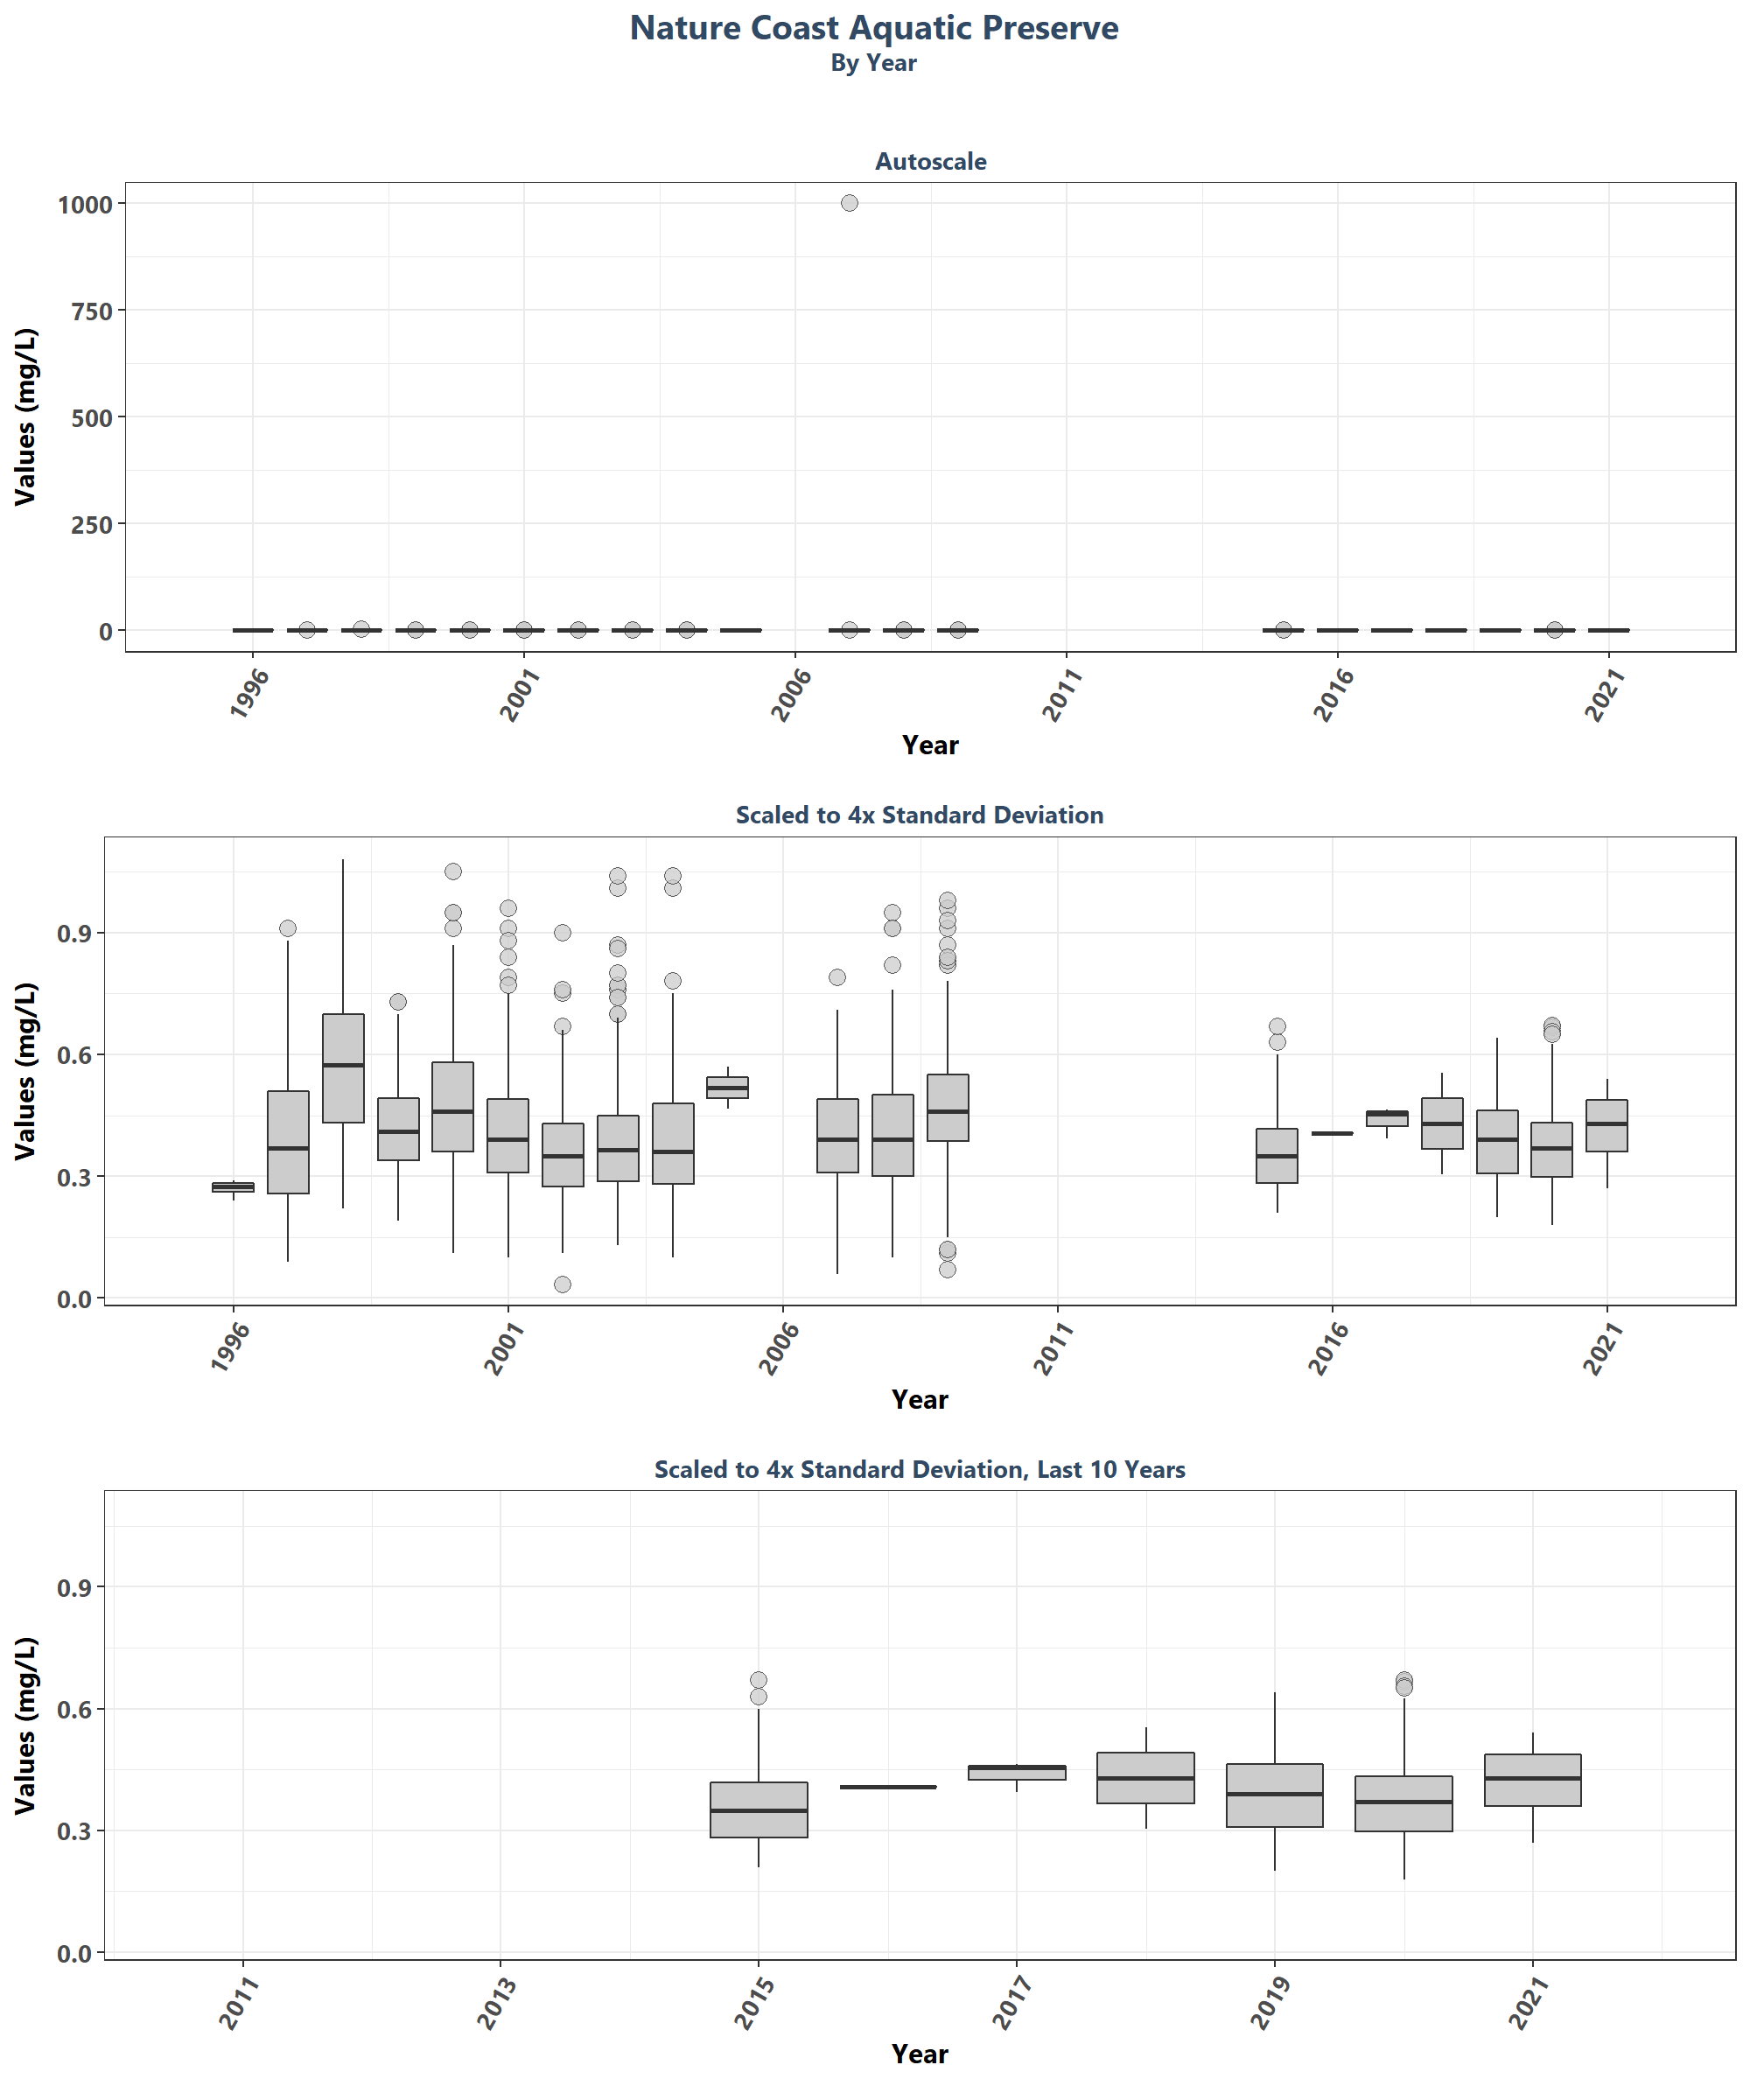 Nature Coast Aquatic Preserve
By Year
Autoscale
Values (mg/L)
1000
750
500
250
0
1996
2001
2006
2011
2016
2021
Year
Scaled to 4x Standard Deviation
Values (mg/L)
0.9
0.6
0.3
0.0
1996
2001
2006
2011
2016
2021
Year
Scaled to 4x Standard Deviation, Last 10 Years
Values (mg/L)
0.9
0.6
0.3
0.0
2011
2013
2015
2017
2019
2021
Year